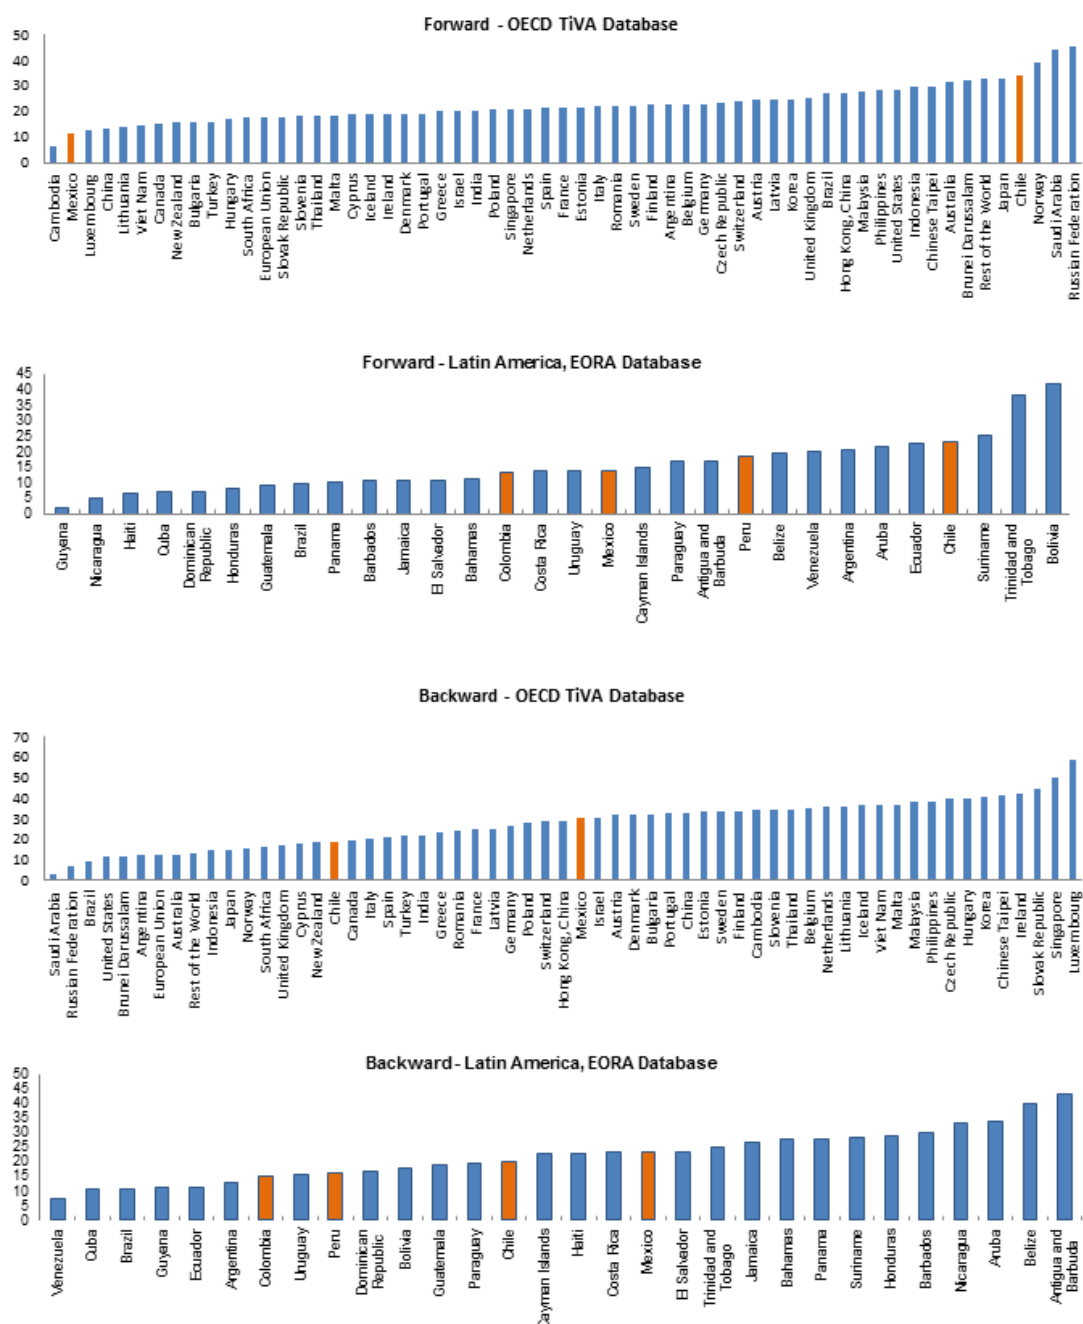 Forward - OECD TiVA Database
50
40
30
20
10
0
Cambodia
Mexico
Luxembourg
China
Lithuania
Viet Nam
Canada
New Zealand
Bulgaria
Turkey
Hungary
South Africa
European Union
Slovak Republic
Slovenia
Thailand
Malta
Cyprus
Iceland
Ireland
Denmark
Portugal
Greece
Israel
India
Poland
Singapore
Netherlands
Spain
France
Estonia
Italy
Romania
Sweden
Finland
Argentina
Belgium
Germany
Czech Republic
Switzerland
Austria
Latvia
Korea
United Kingdom
Brazil
Hong Kong, China
Malaysia
Philippines
United States
Indonesia
Chinese Taipei
Australia
Brunei Darussalam
Rest of the World
Japan
Chile
Norway
Saudi Arabia
Russian Federation
Forward - Latin America, EORA Database
45
40
35
30
25
20
15
10
5
0
Guyana
Nicaragua
Haiti
Cuba
Dominican
Republic
Honduras
Guatemala
Brazil
Panama
Barbados
Jamaica
El Salvador
Bahamas
Colombia
Costa Rica
Uruguay
Mexico
Cayman Islands
Paraguay
Antigua and
Barbuda
Peru
Belize
Venezuela
Argentina
Aruba
Ecuador
Chile
Suriname
Trinidad and
Tobago
Bolivia
Backward - OECD TiVA Database
70
60
50
40
30
20
10
0
Saudi Arabia
Russian Federation
Brazil
United States
Brunei Darussalam
Argentina
European Union
Australia
Rest of the World
Indonesia
Japan
Norway
South Africa
United Kingdom
Cyprus
New Zealand
Chile
Canada
Italy
Spain
Turkey
India
Greece
Romania
France
Latvia
Germany
Poland
Switzerland
Hong Kong, China
Mexico
Israel
Austria
Denmark
Bulgaria
Portugal
China
Estonia
Sweden
Finland
Cambodia
Slovenia
Thailand
Belgium
Netherlands
Lithuania
Iceland
Viet Nam
Malta
Malaysia
Philippines
Czech Republic
Hungary
Korea
Chinese Taipei
Ireland
Slovak Republic
Singapore
Luxembourg
Backward - Latin America, EORA Database
50
45
40
35
30
25
20
15
10
5
0
Venezuela
Cuba
Brazil
Guyana
Ecuador
Argentina
Colombia
Uruguay
Peru
Dominican
Republic
Bolivia
Guatemala
Paraguay
Chile
Cayman Islands
Haiti
Costa Rica
Mexico
El Salvador
Trinidad and
Tobago
Jamaica
Bahamas
Panama
Suriname
Honduras
Barbados
Nicaragua
Aruba
Belize
Antigua and
Barbuda